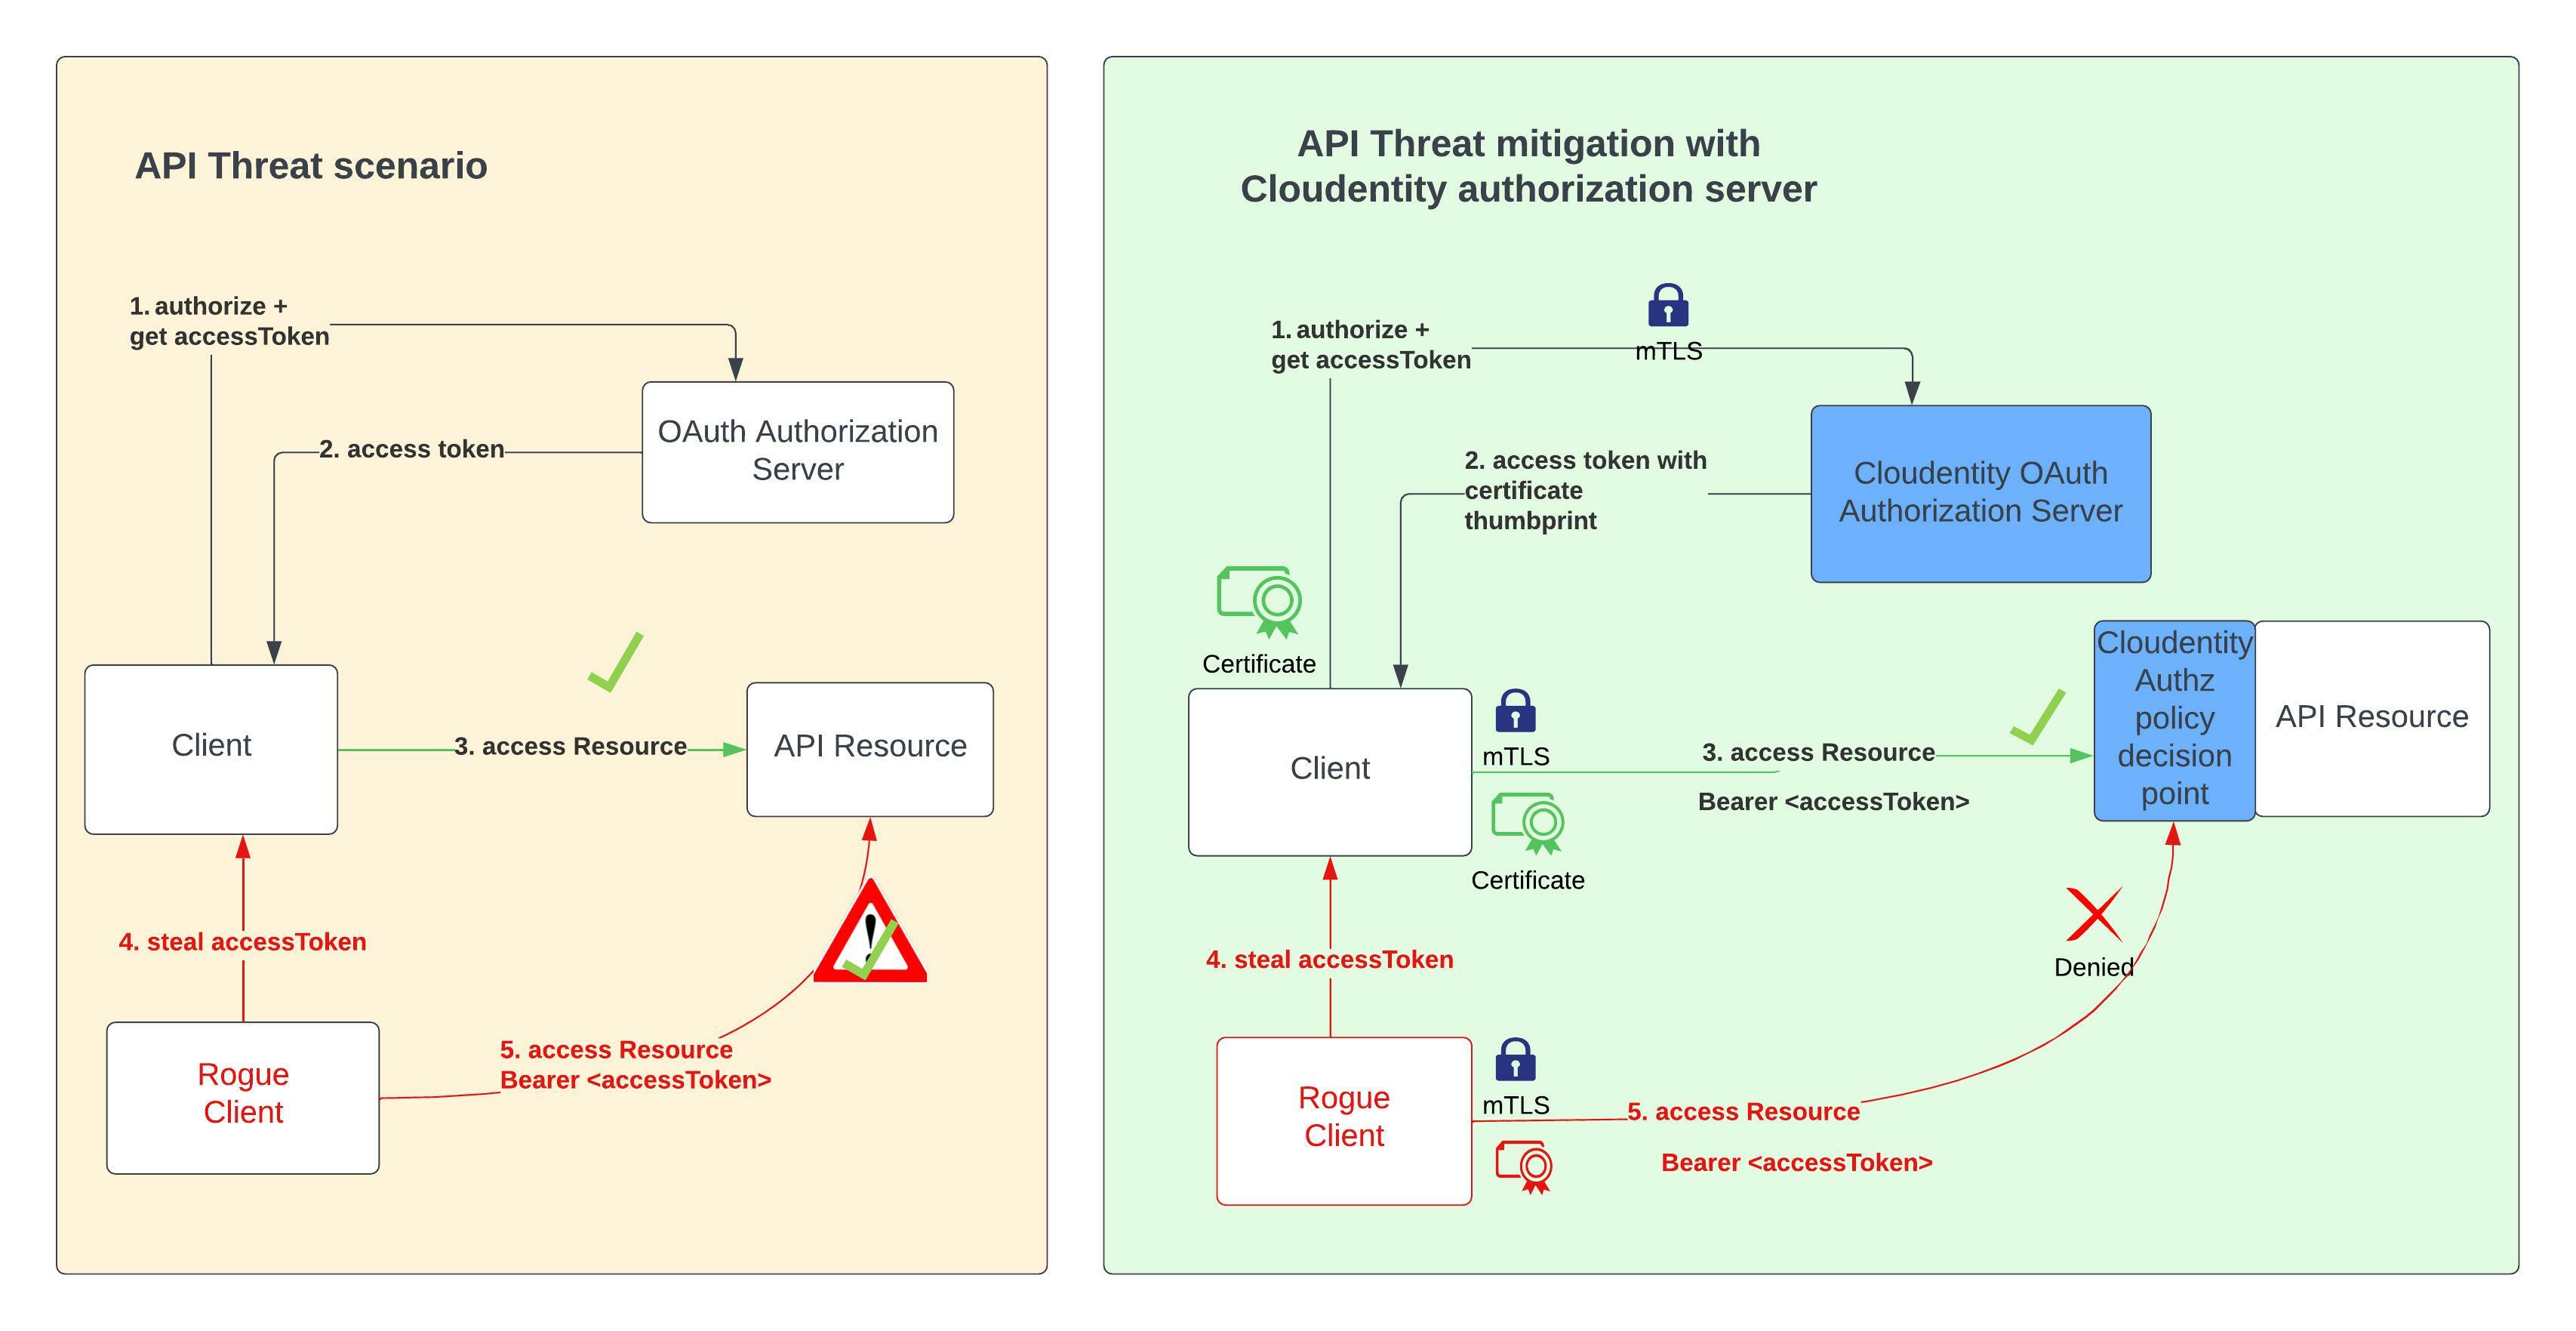 API Threat scenario
1. authorize +
get accessToken
OAuth Authorization
Server
2. access token
Client
3. access Resource
API Resource
4. steal accessToken
Rogue
Client
5. access Resource
Bearer <accessToken>
API Threat mitigation with
Cloudentity authorization server
1. authorize +
get accessToken
mTLS
2. access token with
certificate
thumbprint
Cloudentity OAuth
Authorization Server
Certificate
Client
mTLS
Certificate
3. access Resource
Bearer <accessToken>
Cloudentity
Authz
policy
decision
point
API Resource
4. steal accessToken
Denied
Rogue
Client
mTLS
5. access Resource
Bearer <accessToken>